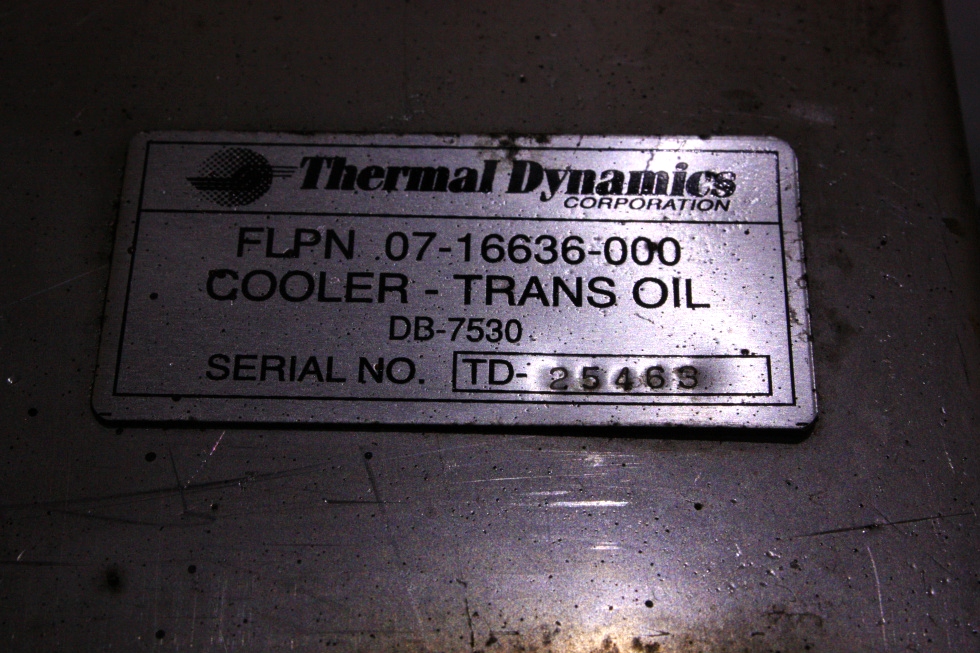 Thermal Dynamics
CORPORATION
FLPN 07-16636-000
COOLER - TRANS OIL
DB-7530
SERIAL NO. TD- 25463